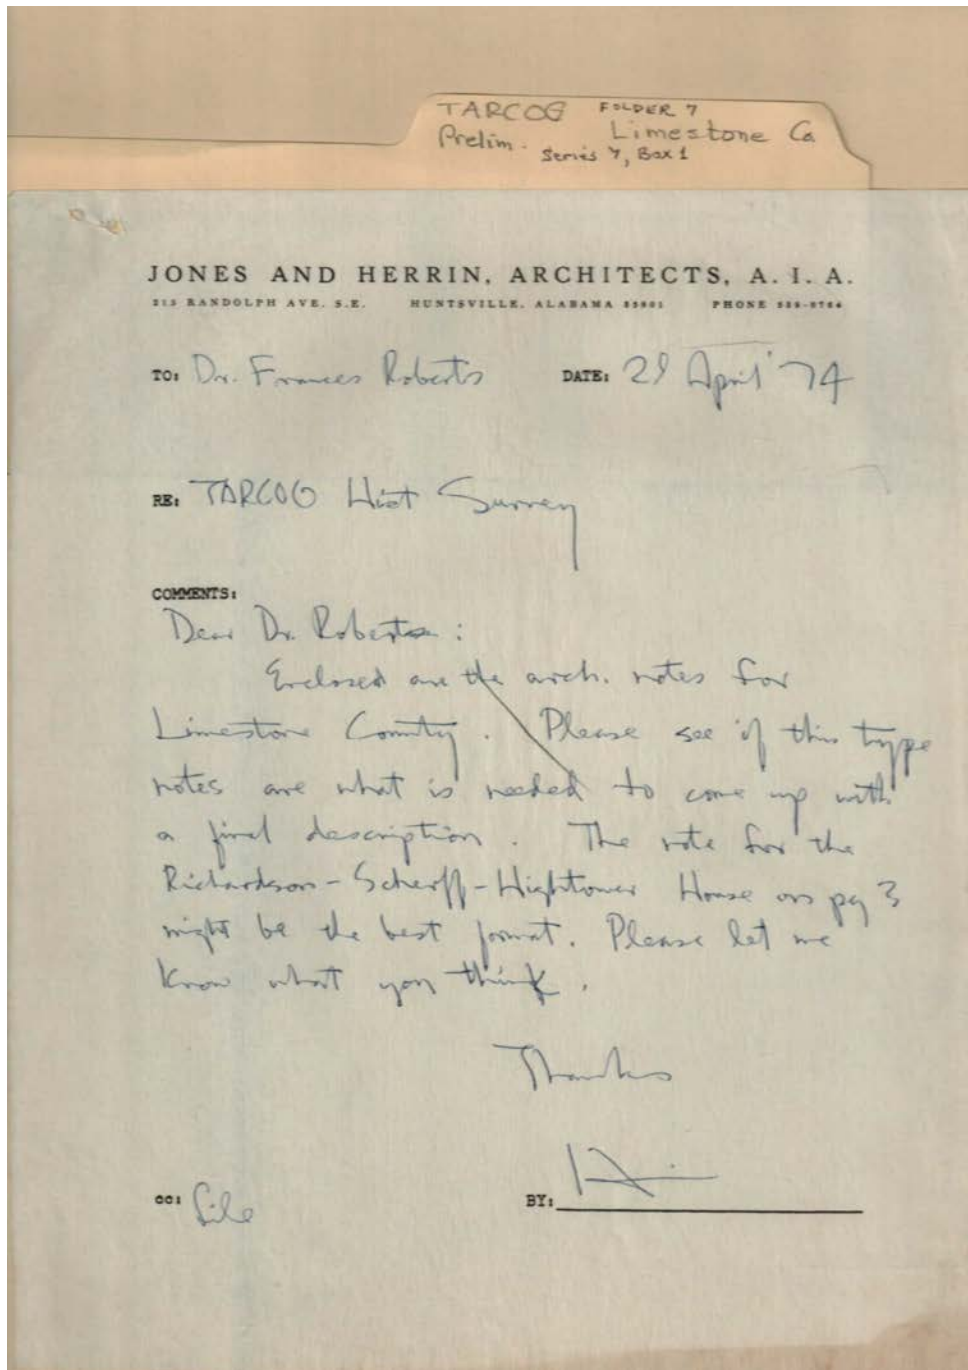 TARCOG FOLDER 7
Prelim. Limestone Co
Series 7, Box 1
JONES AND HERRIN, ARCHITECTS, A. I. A.
215 RANDOLPH AVE. S.E. HUNTSVILLE, ALABAMA 35801 PHONE
TO: Dr. Frances Roberts DATE: 29 April '74
RE: TARCOG Hist Survey
COMMENTS:
Dear Dr. Roberts:
Enclosed are the arch. notes for
Limestone County. Please see if this type
notes are what is needed to come up with
a final description. The note for the
Richardson-Scherff-Hightower House on pg 3
might be the best format. Please let me
know what you think.
Thanks
CC: file BY: